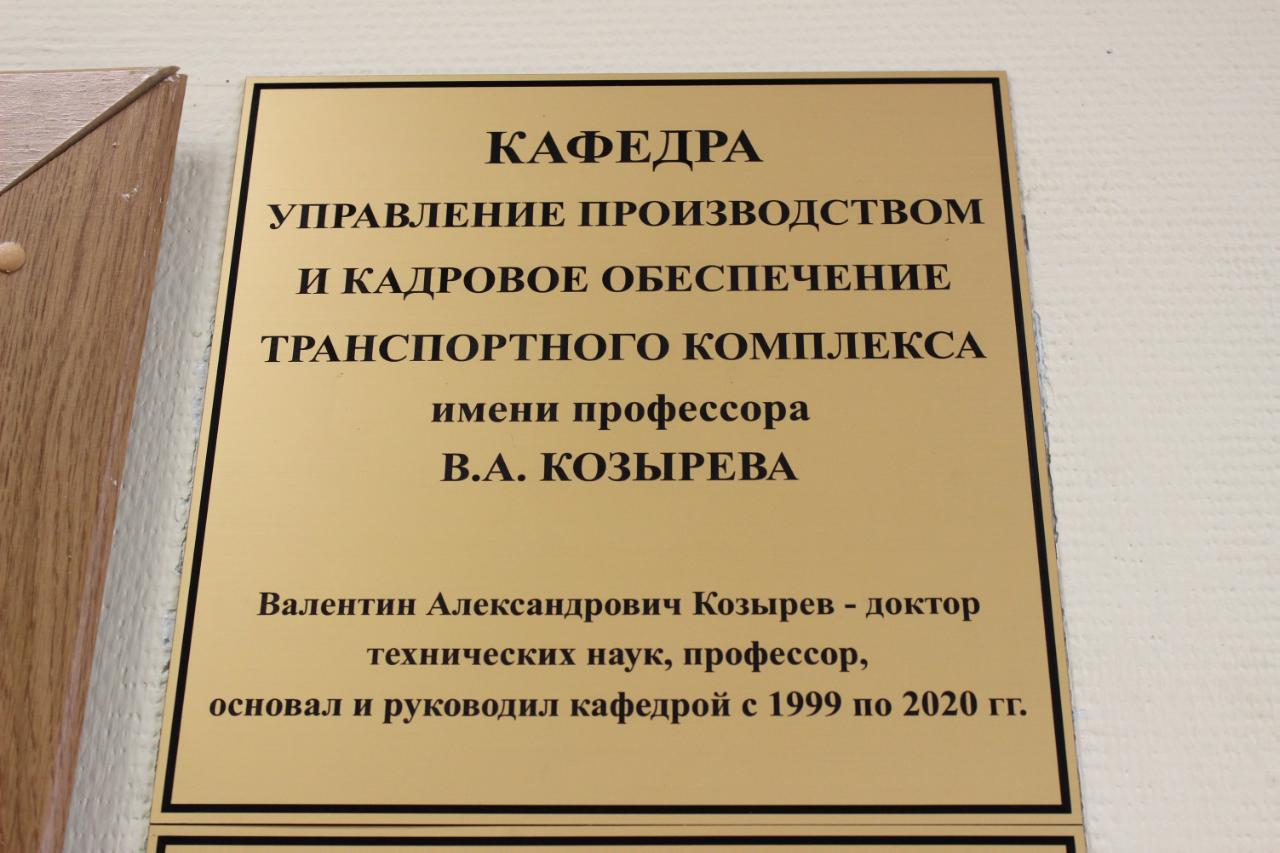 КАФЕДРА
УПРАВЛЕНИЕ ПРОИЗВОДСТВОМ
И КАДРОВОЕ ОБЕСПЕЧЕНИЕ
ТРАНСПОРТНОГО КОМПЛЕКСА
имени профессора
В.А. КОЗЫРЕВА
Валентин Александрович Козырев - доктор
технических наук, профессор,
основал и руководил кафедрой с 1999 по 2020 гг.